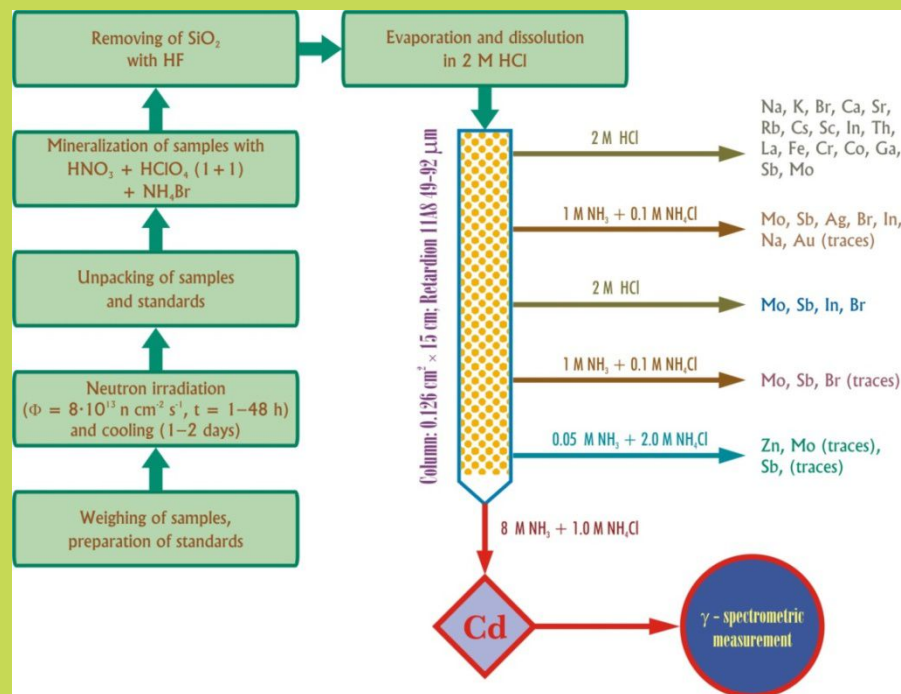 Removing of SiO₂
with HF
Evaporation and dissolution
in 2 M HCl
Mineralization of samples with
HNO₃ + HClO₄ (1+1)
+ NH₄Br
Unpacking of samples
and standards
Neutron irradiation
(Φ = 8·10¹³ n cm⁻² s⁻¹, t = 1–48 h)
and cooling (1–2 days)
Weighing of samples,
preparation of standards
Column: 0.126 cm² × 15 cm; Retardion 11A8 49-92 µm
2 M HCl
Na, K, Br, Ca, Sr,
Rb, Cs, Sc, In, Th,
La, Fe, Cr, Co, Ga,
Sb, Mo
1 M NH₃ + 0.1 M NH₄Cl
Mo, Sb, Ag, Br, In,
Na, Au (traces)
2 M HCl
Mo, Sb, In, Br
1 M NH₃ + 0.1 M NH₄Cl
Mo, Sb, Br (traces)
0.05 M NH₃ + 2.0 M NH₄Cl
Zn, Mo (traces),
Sb, (traces)
8 M NH₃ + 1.0 M NH₄Cl
Cd
γ - spectrometric
measurement